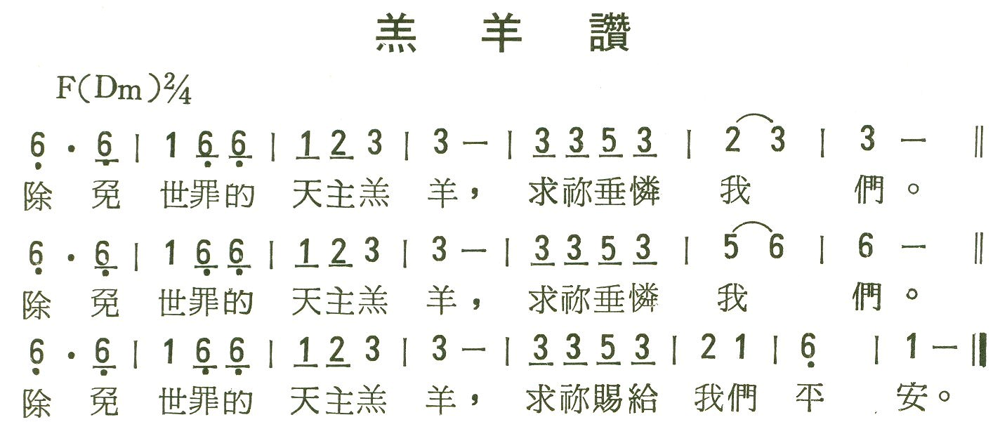 羔羊讚
F(Dm)2/4
6̣ · 6̣ | 1 6̣ 6̣ | 1 2 3 | 3 — | 3 3 5 3 | 2 3 | 3 — ‖
除免世罪的天主羔羊，求祢垂憐我們。
6̣ · 6̣ | 1 6̣ 6̣ | 1 2 3 | 3 — | 3 3 5 3 | 5 6 | 6 — ‖
除免世罪的天主羔羊，求祢垂憐我們。
6̣ · 6̣ | 1 6̣ 6̣ | 1 2 3 | 3 — | 3 3 5 3 | 2 1 | 6̣ | 1 — ‖
除免世罪的天主羔羊，求祢賜給我們平安。